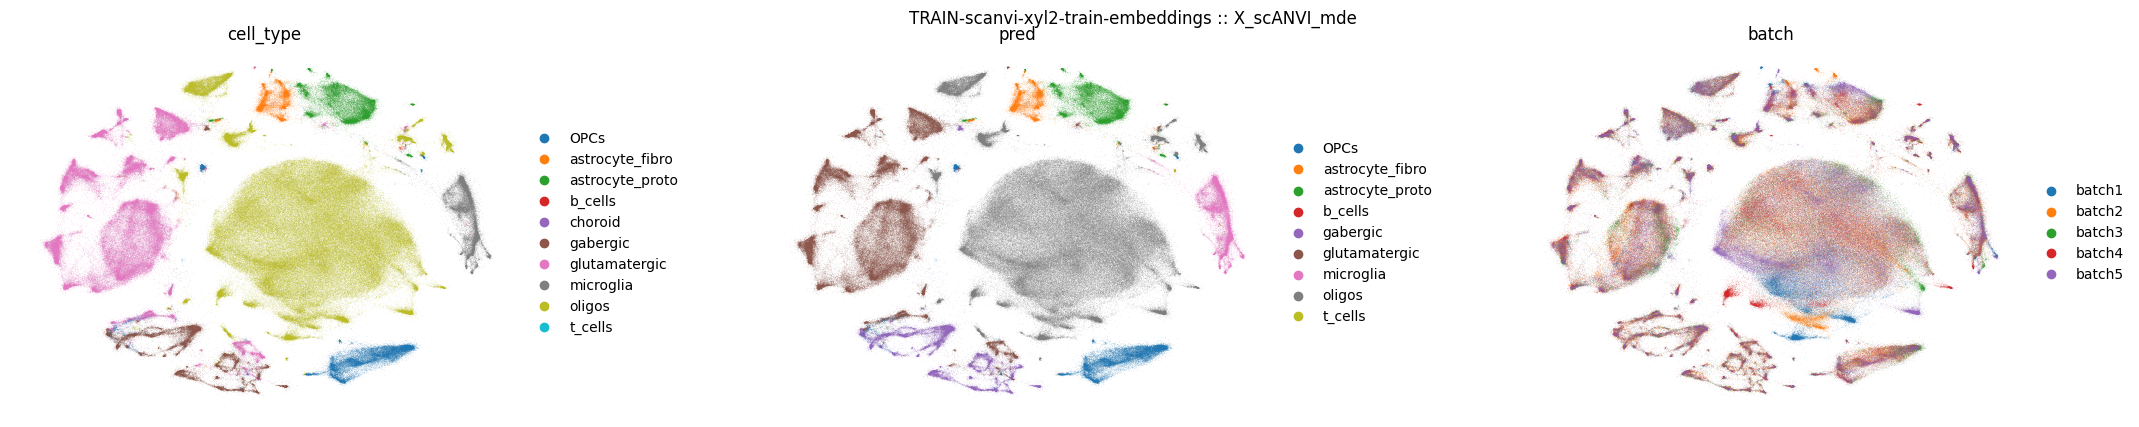 TRAIN-scanvi-xyl2-train-embeddings :: X_scANVI_mde
cell_type
OPCs
astrocyte_fibro
astrocyte_proto
b_cells
choroid
gabergic
glutamatergic
microglia
oligos
t_cells
pred
OPCs
astrocyte_fibro
astrocyte_proto
b_cells
gabergic
glutamatergic
microglia
oligos
t_cells
batch
batch1
batch2
batch3
batch4
batch5